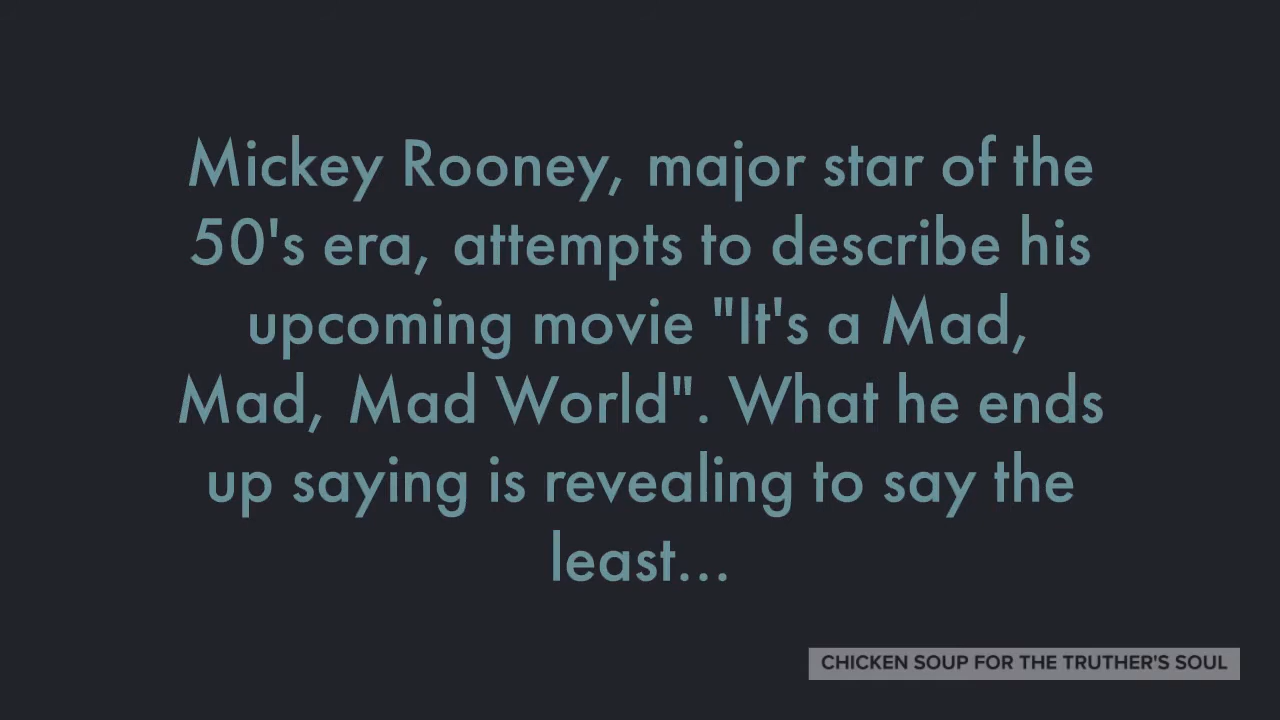 Mickey Rooney, major star of the
50's era, attempts to describe his
upcoming movie "It's a Mad,
Mad, Mad World". What he ends
up saying is revealing to say the
least...
CHICKEN SOUP FOR THE TRUTHER'S SOUL